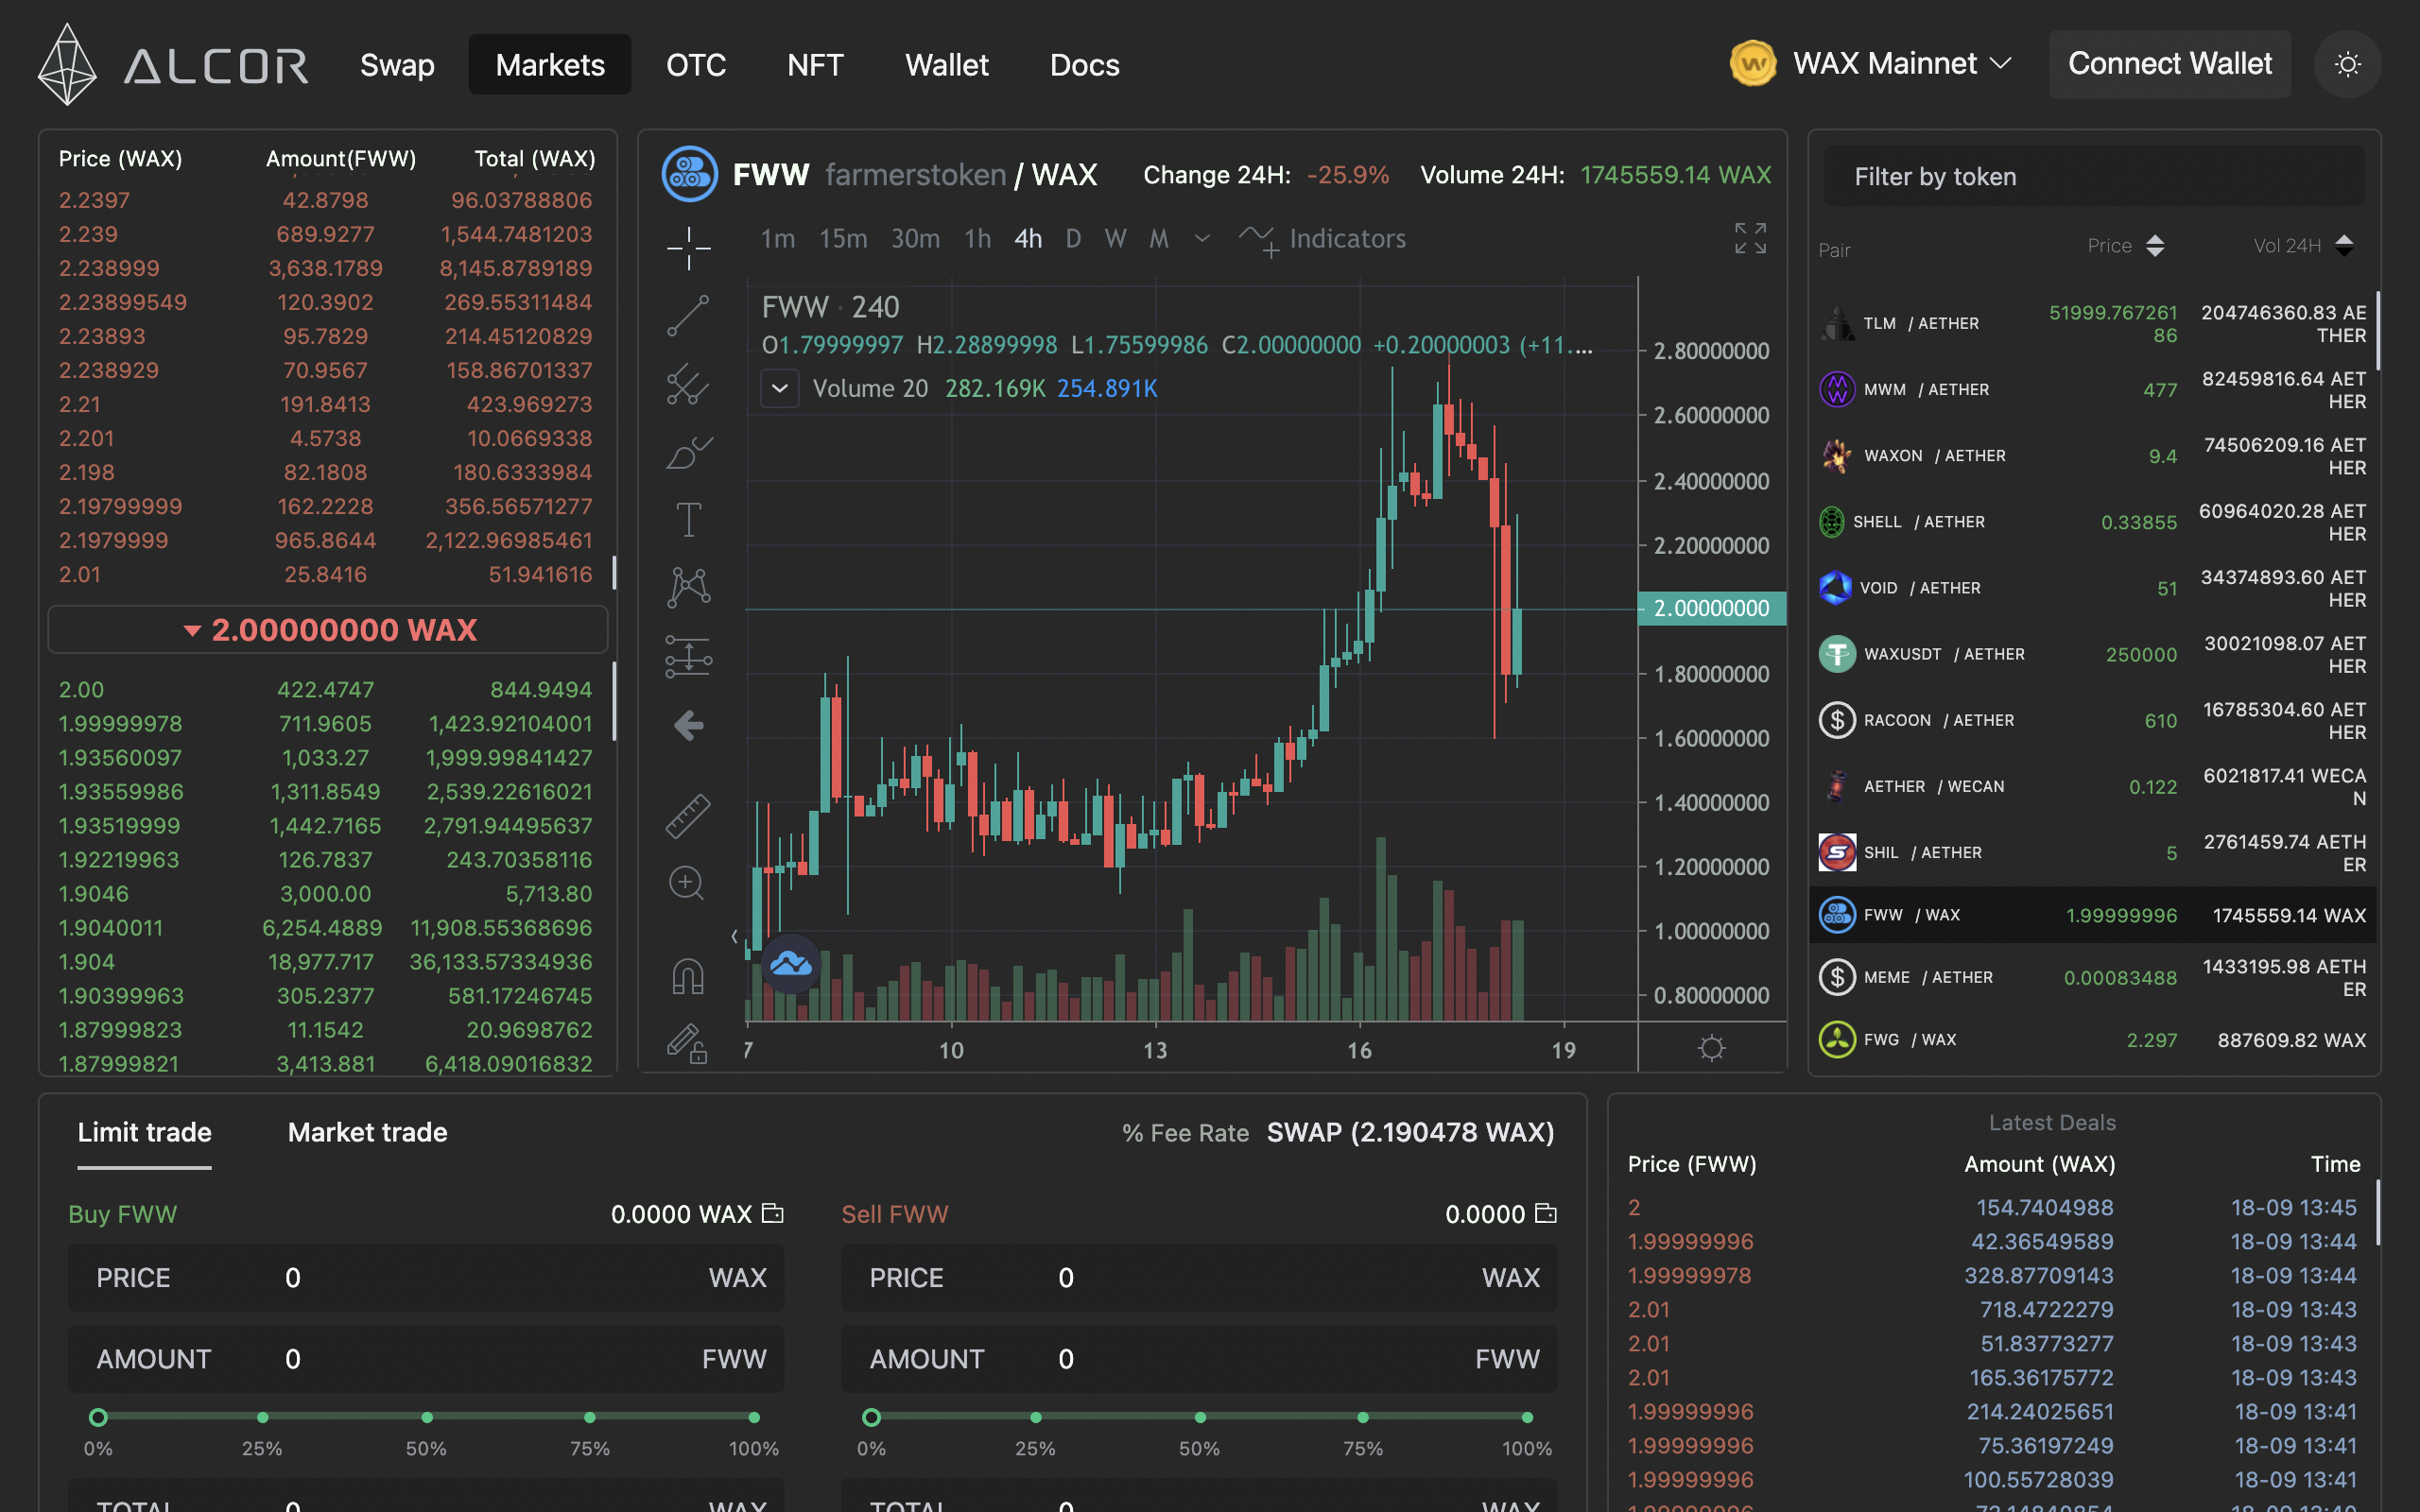 ALCOR Swap Markets OTC NFT Wallet Docs WAX Mainnet Connect Wallet
Price (WAX) Amount(FWW) Total (WAX)
2.2397 42.8798 96.03788806
2.239 689.9277 1,544.7481203
2.238999 3,638.1789 8,145.8789189
2.23899549 120.3902 269.55311484
2.23893 95.7829 214.45120829
2.238929 70.9567 158.86701337
2.21 191.8413 423.969273
2.201 4.5738 10.0669338
2.198 82.1808 180.6333984
2.19799999 162.2228 356.56571277
2.1979999 965.8644 2,122.96985461
2.01 25.8416 51.941616
2.00000000 WAX
2.00 422.4747 844.9494
1.99999978 711.9605 1,423.92104001
1.93560097 1,033.27 1,999.99841427
1.93559986 1,311.8549 2,539.22616021
1.93519999 1,442.7165 2,791.94495637
1.92219963 126.7837 243.70358116
1.9046 3,000.00 5,713.80
1.9040011 6,254.4889 11,908.55368696
1.904 18,977.717 36,133.57334936
1.90399963 305.2377 581.17246745
1.87999823 11.1542 20.9698762
1.87999821 3,413.881 6,418.09016832
FWW farmerstoken / WAX Change 24H: -25.9% Volume 24H: 1745559.14 WAX
1m 15m 30m 1h 4h D W M Indicators
FWW · 240
O1.79999997 H2.28899998 L1.75599986 C2.00000000 +0.20000003 (+11....
Volume 20 282.169K 254.891K
2.80000000
2.60000000
2.40000000
2.20000000
2.00000000
1.80000000
1.60000000
1.40000000
1.20000000
1.00000000
0.80000000
7 10 13 16 19
Filter by token
Pair Price Vol 24H
TLM / AETHER 51999.767261 204746360.83 AE
86 THER
MWM / AETHER 477 82459816.64 AET
HER
WAXON / AETHER 9.4 74506209.16 AET
HER
SHELL / AETHER 0.33855 60964020.28 AET
HER
VOID / AETHER 51 34374893.60 AET
HER
WAXUSDT / AETHER 250000 30021098.07 AET
HER
RACOON / AETHER 610 16785304.60 AET
HER
AETHER / WECAN 0.122 6021817.41 WECA
N
SHIL / AETHER 5 2761459.74 AETH
ER
FWW / WAX 1.99999996 1745559.14 WAX
MEME / AETHER 0.00083488 1433195.98 AETH
ER
FWG / WAX 2.297 887609.82 WAX
Limit trade Market trade % Fee Rate SWAP (2.190478 WAX)
Buy FWW 0.0000 WAX
PRICE 0 WAX
AMOUNT 0 FWW
0% 25% 50% 75% 100%
TOTAL 0 WAX
Sell FWW 0.0000
PRICE 0 WAX
AMOUNT 0 FWW
0% 25% 50% 75% 100%
TOTAL 0 WAX
Latest Deals
Price (FWW) Amount (WAX) Time
2 154.7404988 18-09 13:45
1.99999996 42.36549589 18-09 13:44
1.99999978 328.87709143 18-09 13:44
2.01 718.4722279 18-09 13:43
2.01 51.83773277 18-09 13:43
2.01 165.36175772 18-09 13:43
1.99999996 214.24025651 18-09 13:41
1.99999996 75.36197249 18-09 13:41
1.99999996 100.55728039 18-09 13:41